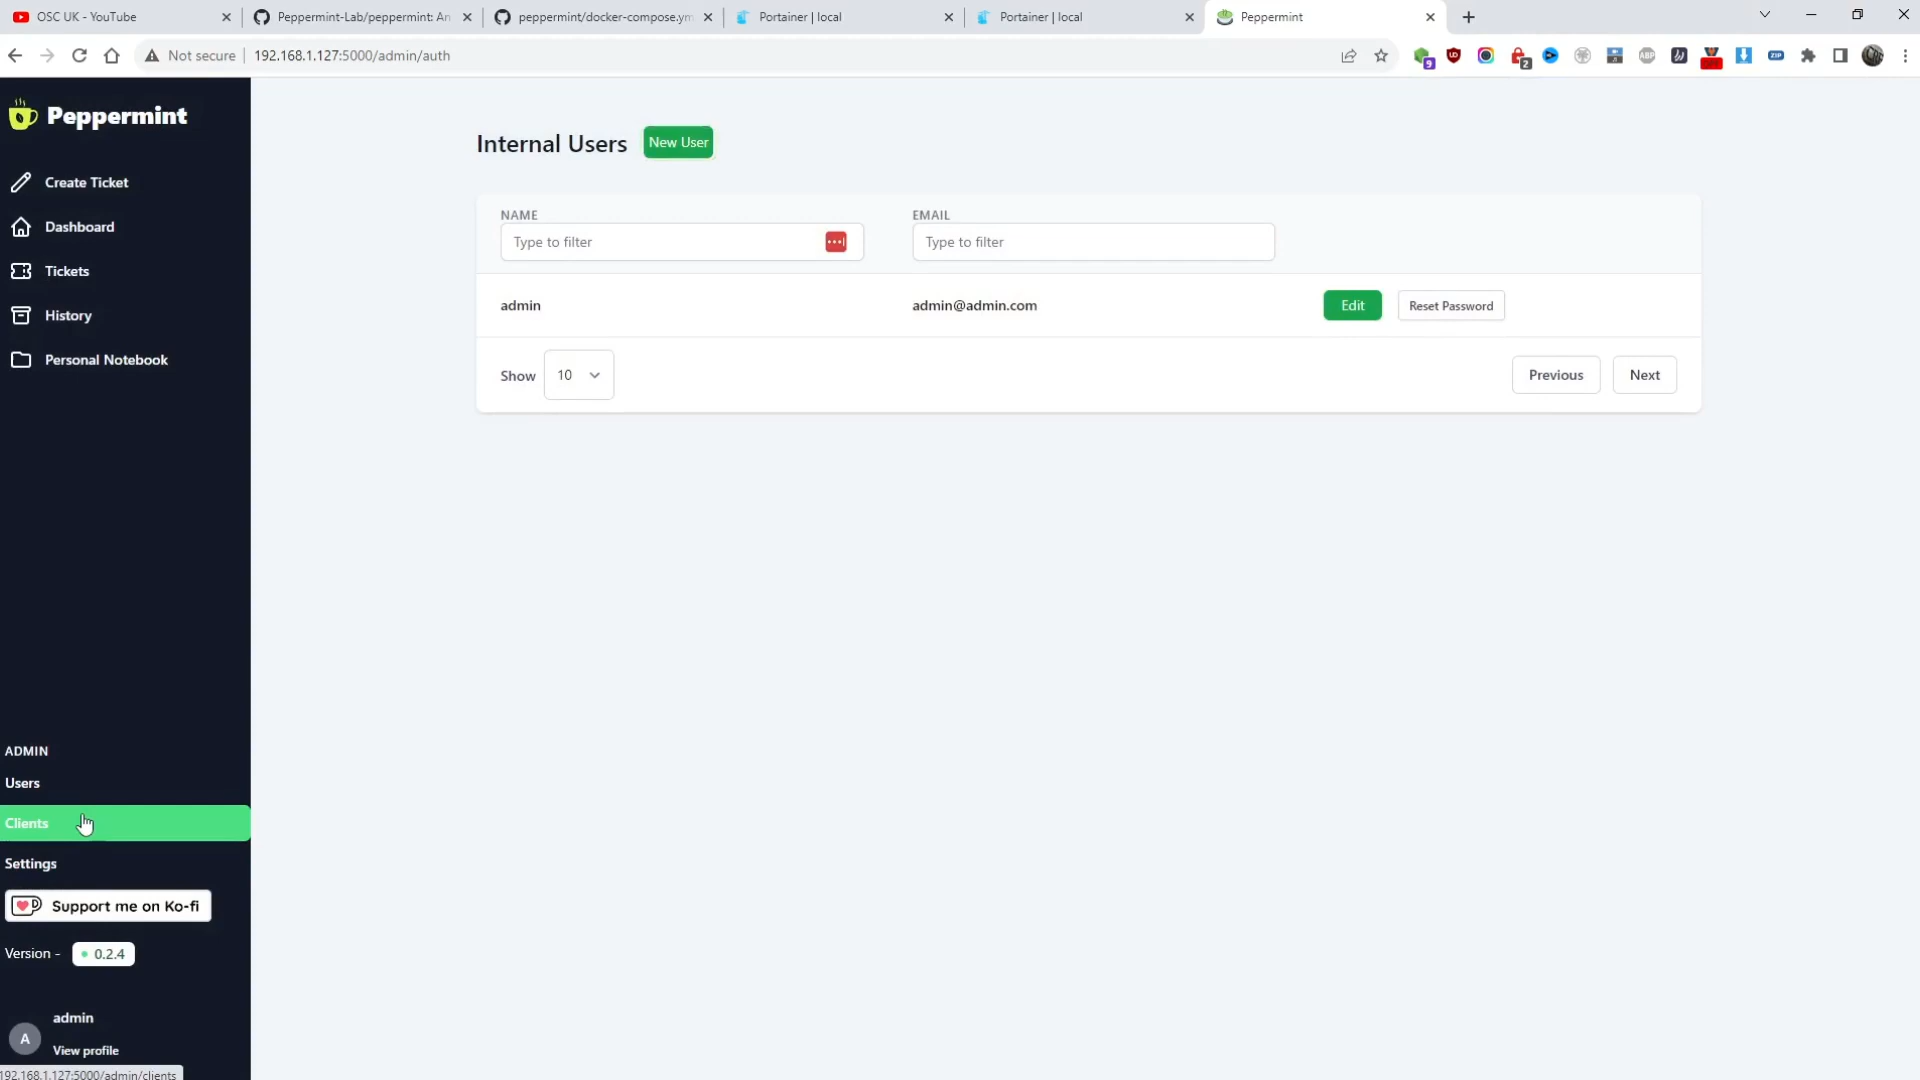 OSC UK - YouTube
Peppermint-Lab/peppermint: An
peppermint/docker-compose.ym
Portainer | local
Portainer | local
Peppermint
Not secure
192.168.1.127:5000/admin/auth
9
2
ABP
ZIP
Peppermint
Create Ticket
Dashboard
Tickets
History
Personal Notebook
ADMIN
Users
Clients
Settings
Support me on Ko-fi
Version -
0.2.4
A
admin
View profile
192.168.1.127:5000/admin/clients
Internal Users
New User
NAME
EMAIL
Type to filter
Type to filter
admin
admin@admin.com
Edit
Reset Password
Show
10
Previous
Next